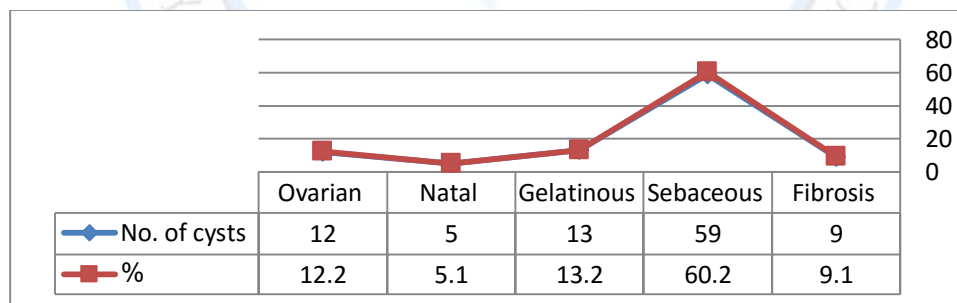 80
60
40
20
0
Ovarian Natal Gelatinous Sebaceous Fibrosis
No. of cysts 12 5 13 59 9
% 12.2 5.1 13.2 60.2 9.1